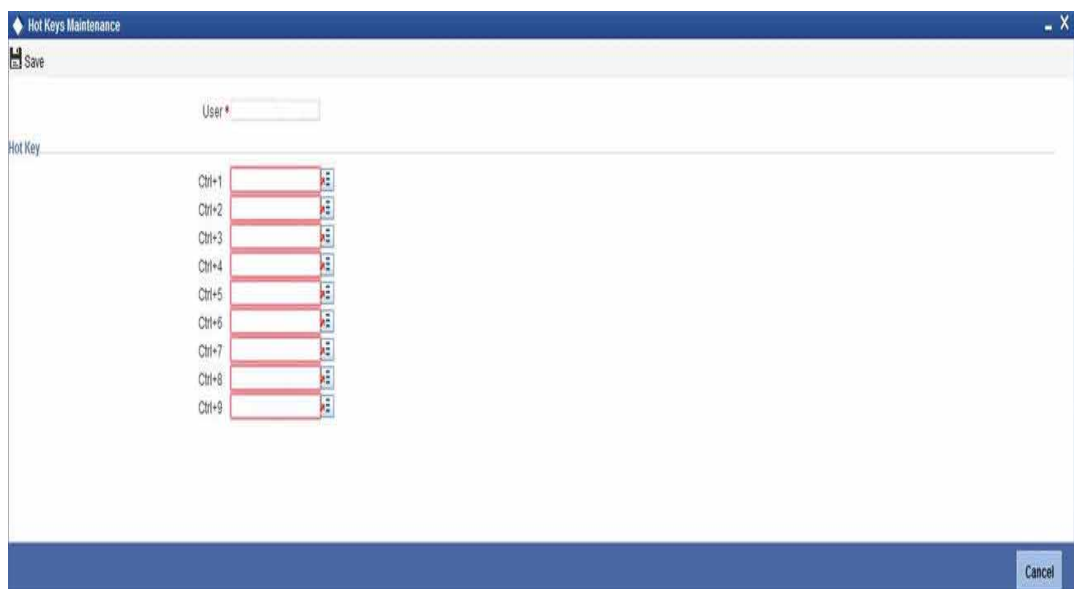 Hot Keys Maintenance
Save
User *
Hot Key
Ctrl+1
Ctrl+2
Ctrl+3
Ctrl+4
Ctrl+5
Ctrl+6
Ctrl+7
Ctrl+8
Ctrl+9
Cancel